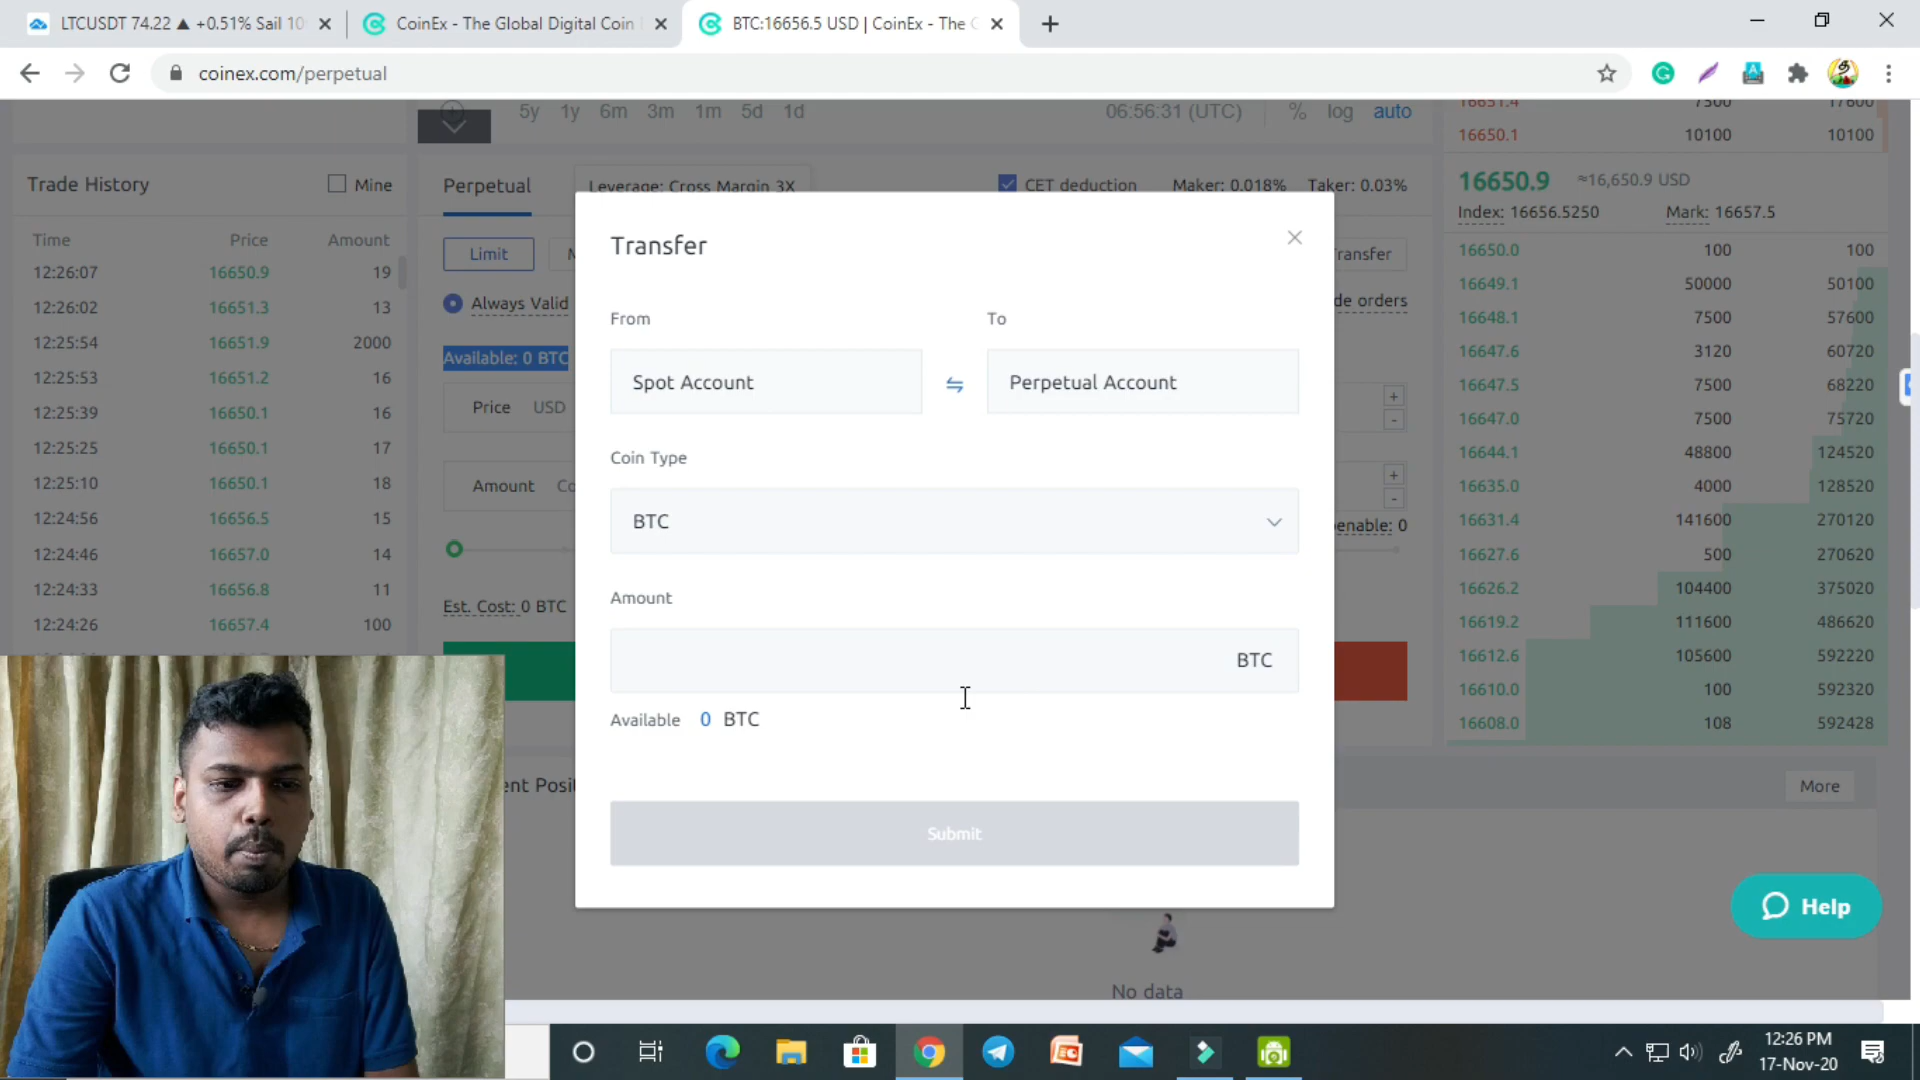 LTCUSDT 74.22 ▲ +0.51% Sail 10
CoinEx - The Global Digital Coin
BTC:16656.5 USD | CoinEx - The
coinex.com/perpetual
5y 1y 6m 3m 1m 5d 1d
06:56:31 (UTC) % log auto
16651.4 7500 17600
16650.1 10100 10100
Trade History Mine
Time Price Amount
12:26:07 16650.9 19
12:26:02 16651.3 13
12:25:54 16651.9 2000
12:25:53 16651.2 16
12:25:39 16650.1 16
12:25:25 16650.1 17
12:25:10 16650.1 18
12:24:56 16656.5 15
12:24:46 16657.0 14
12:24:33 16656.8 11
12:24:26 16657.4 100
Perpetual
Leverage: Cross Margin 3X
CET deduction Maker: 0.018% Taker: 0.03%
Limit
ransfer
Always Valid
de orders
Available: 0 BTC
Price USD
Amount Co
enable: 0
Est. Cost: 0 BTC
Transfer
From To
Spot Account
Perpetual Account
Coin Type
BTC
Amount
BTC
Available 0 BTC
Submit
16650.9 ≈16,650.9 USD
Index: 16656.5250 Mark: 16657.5
16650.0 100 100
16649.1 50000 50100
16648.1 7500 57600
16647.6 3120 60720
16647.5 7500 68220
16647.0 7500 75720
16644.1 48800 124520
16635.0 4000 128520
16631.4 141600 270120
16627.6 500 270620
16626.2 104400 375020
16619.2 111600 486620
16612.6 105600 592220
16610.0 100 592320
16608.0 108 592428
ent Posi
More
No data
Help
12:26 PM
17-Nov-20